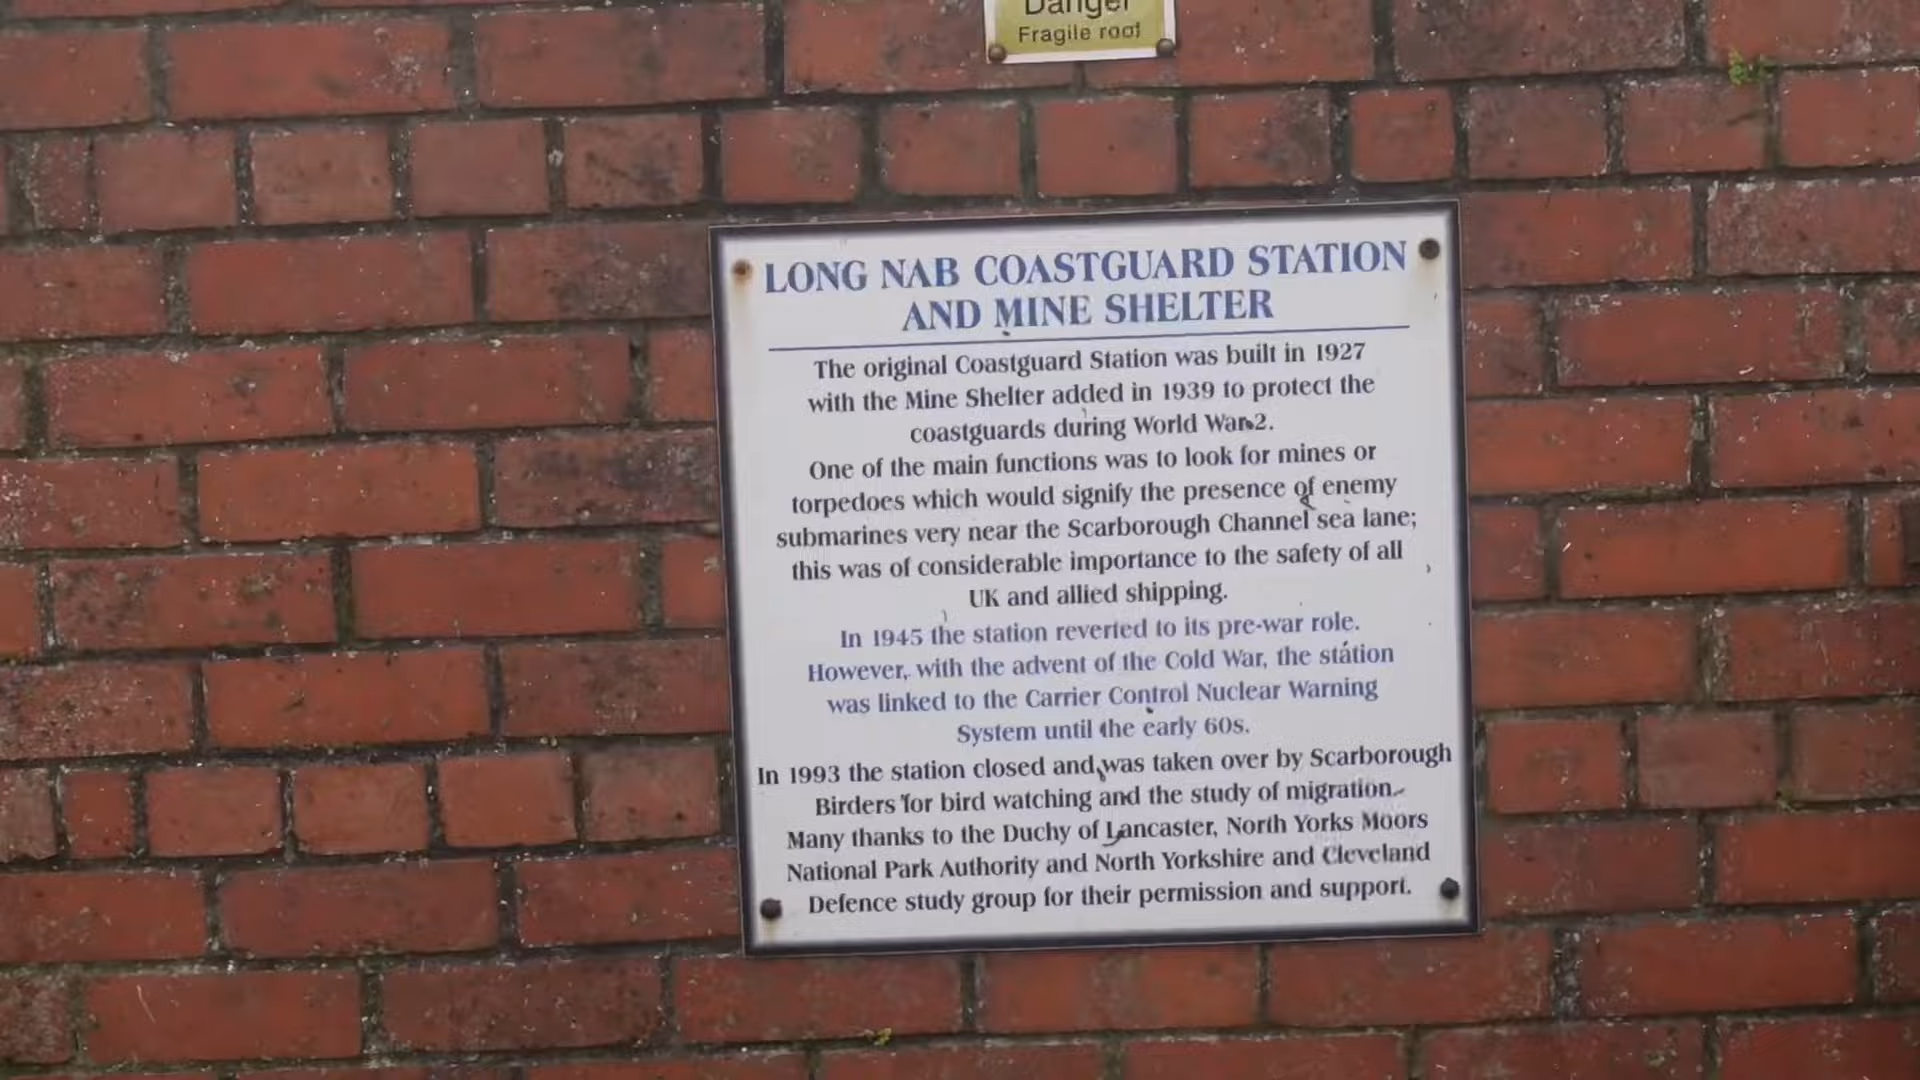 Danger
Fragile roof
LONG NAB COASTGUARD STATION
AND MINE SHELTER
The original Coastguard Station was built in 1927
with the Mine Shelter added in 1939 to protect the
coastguards during World War 2.
One of the main functions was to look for mines or
torpedoes which would signify the presence of enemy
submarines very near the Scarborough Channel sea lane;
this was of considerable importance to the safety of all
UK and allied shipping.
In 1945 the station reverted to its pre-war role.
However, with the advent of the Cold War, the station
was linked to the Carrier Control Nuclear Warning
System until the early 60s.
In 1993 the station closed and was taken over by Scarborough
Birders for bird watching and the study of migration.
Many thanks to the Duchy of Lancaster, North Yorks Moors
National Park Authority and North Yorkshire and Cleveland
Defence study group for their permission and support.